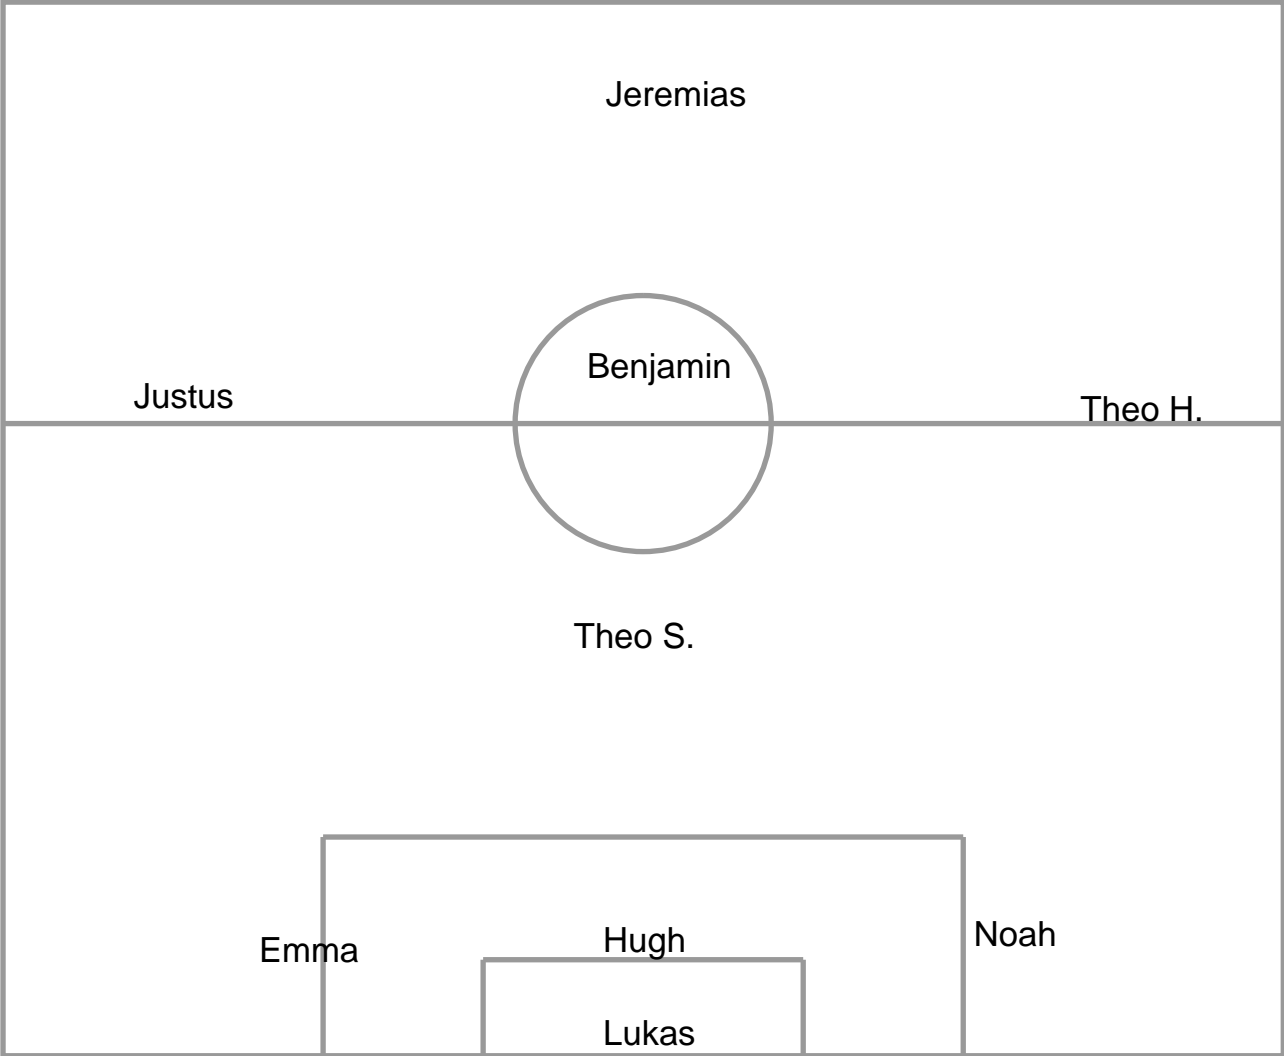 Jeremias
Benjamin
Justus
Theo H.
Theo S.
Emma
Hugh
Noah
Lukas